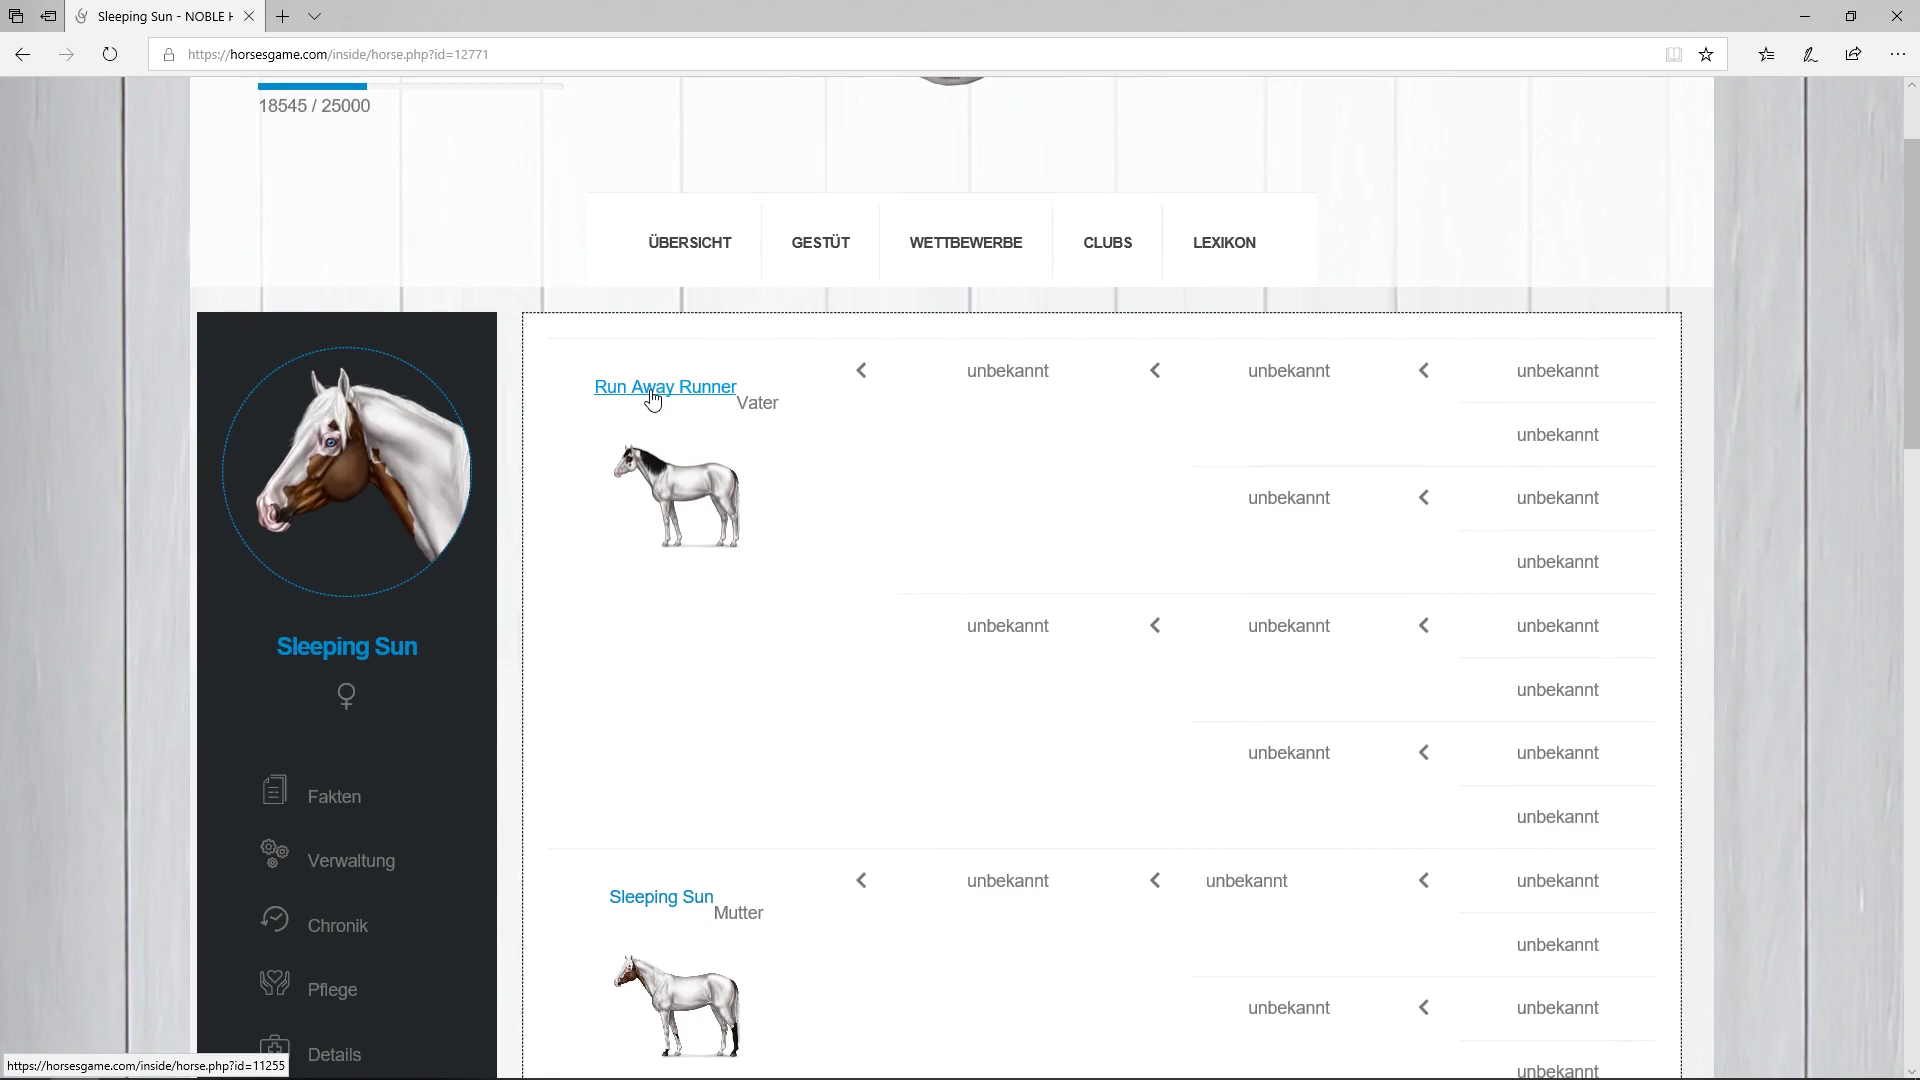 Sleeping Sun - NOBLE H
https://horsesgame.com/inside/horse.php?id=12771
18545 / 25000
ÜBERSICHT GESTÜT WETTBEWERBE CLUBS LEXIKON
Run Away Runner
Vater
unbekannt unbekannt unbekannt
unbekannt
unbekannt unbekannt
unbekannt
unbekannt unbekannt unbekannt
unbekannt
unbekannt unbekannt
unbekannt
Sleeping Sun
Mutter
unbekannt unbekannt unbekannt
unbekannt
unbekannt unbekannt
unbekannt
Sleeping Sun
Fakten
Verwaltung
Chronik
Pflege
Details
https://horsesgame.com/inside/horse.php?id=11255